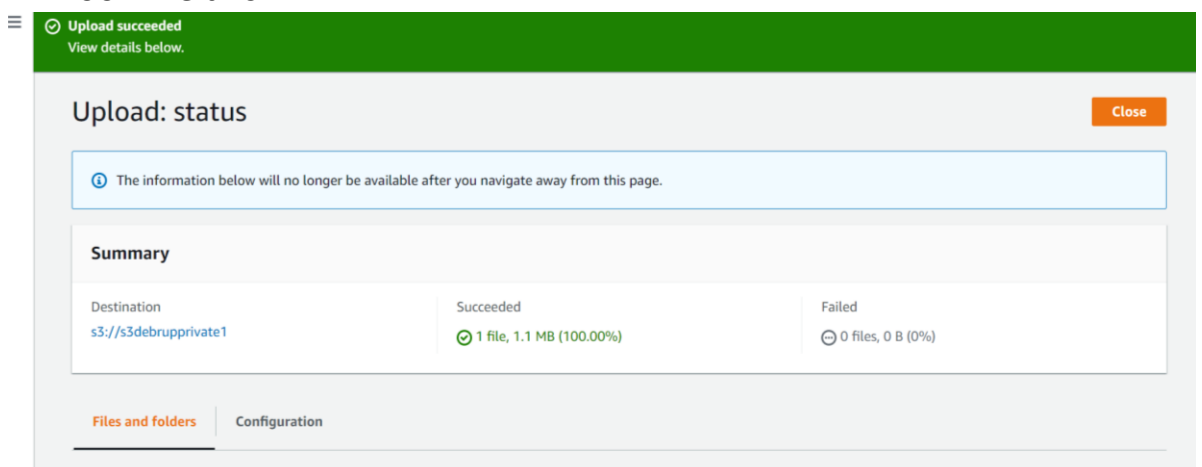 Upload succeeded
View details below.
Upload: status
Close
The information below will no longer be available after you navigate away from this page.
Summary
Destination
s3://s3debrupprivate1
Succeeded
1 file, 1.1 MB (100.00%)
Failed
0 files, 0 B (0%)
Files and folders
Configuration